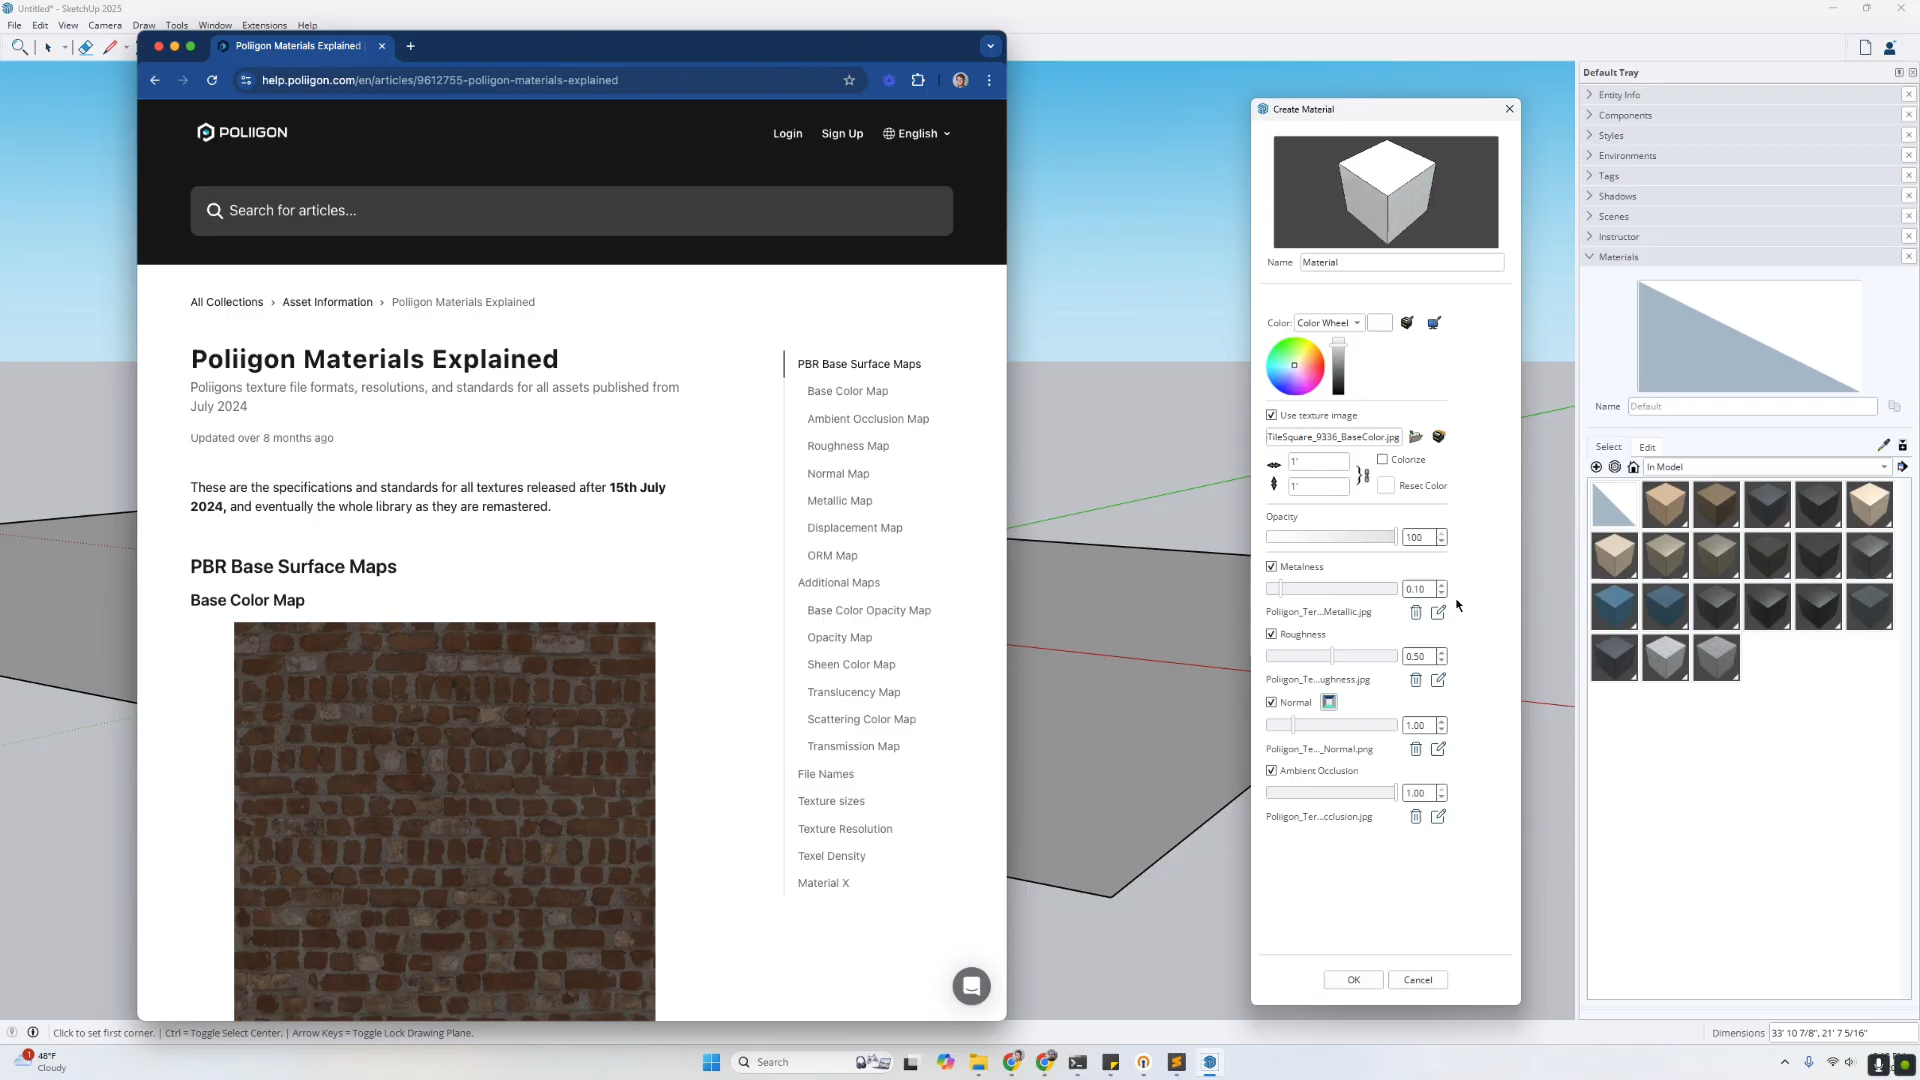 Untitled* - SketchUp 2025
File Edit View Camera Draw Tools Window Extensions Help
Poliigon Materials Explained
help.poliigon.com/en/articles/9612755-poliigon-materials-explained
POLIIGON
Login Sign Up English
Search for articles...
All Collections Asset Information Poliigon Materials Explained
Poliigon Materials Explained
Poliigons texture file formats, resolutions, and standards for all assets published from
July 2024
Updated over 8 months ago
These are the specifications and standards for all textures released after 15th July
2024, and eventually the whole library as they are remastered.
PBR Base Surface Maps
Base Color Map
PBR Base Surface Maps
Base Color Map
Ambient Occlusion Map
Roughness Map
Normal Map
Metallic Map
Displacement Map
ORM Map
Additional Maps
Base Color Opacity Map
Opacity Map
Sheen Color Map
Translucency Map
Scattering Color Map
Transmission Map
File Names
Texture sizes
Texture Resolution
Texel Density
Material X
Create Material
Name Material
Color: Color Wheel
Use texture image
TileSquare_9336_BaseColor.jpg
1' Colorize
1' Reset Color
Opacity
100
Metalness
0.10
Poliigon_Ter...Metallic.jpg
Roughness
0.50
Poliigon_Te...ughness.jpg
Normal
1.00
Poliigon_Te..._Normal.png
Ambient Occlusion
1.00
Poliigon_Ter...cclusion.jpg
OK Cancel
Default Tray
Entity Info
Components
Styles
Environments
Tags
Shadows
Scenes
Instructor
Materials
Name Default
Select Edit
In Model
Click to set first corner. | Ctrl = Toggle Select Center. | Arrow Keys = Toggle Lock Drawing Plane.
Dimensions 33' 10 7/8", 21' 7 5/16"
1 48°F
Cloudy
Search